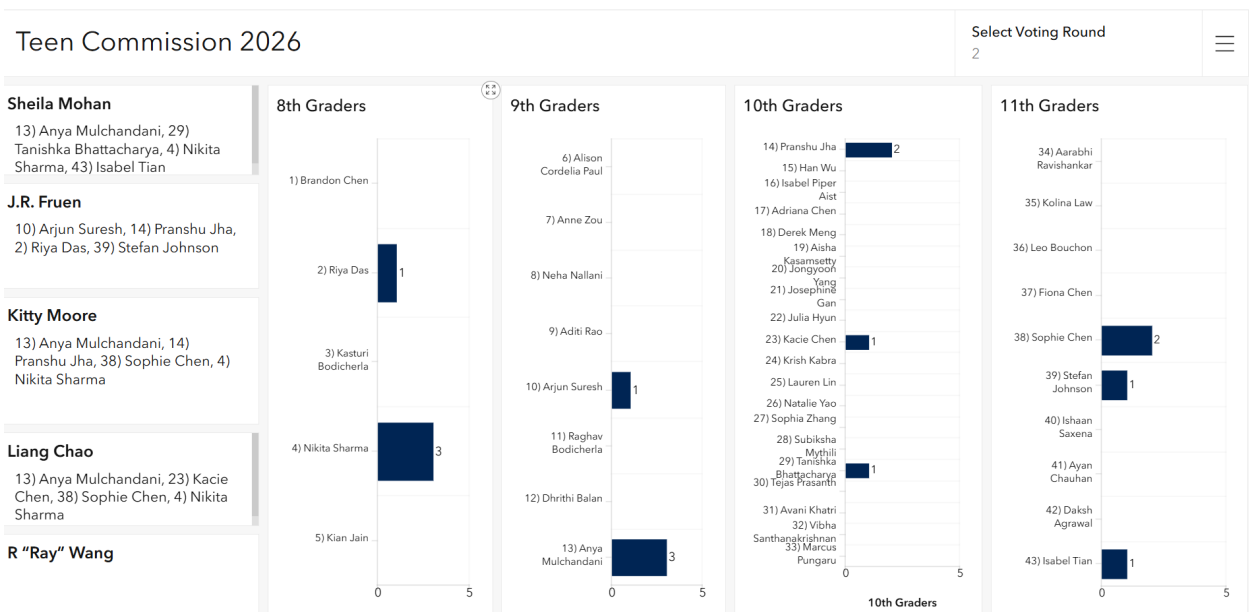 Teen Commission 2026
Select Voting Round
2
Sheila Mohan
13) Anya Mulchandani, 29)
Tanishka Bhattacharya, 4) Nikita
Sharma, 43) Isabel Tian
J.R. Fruen
10) Arjun Suresh, 14) Pranshu Jha,
2) Riya Das, 39) Stefan Johnson
Kitty Moore
13) Anya Mulchandani, 14)
Pranshu Jha, 38) Sophie Chen, 4)
Nikita Sharma
Liang Chao
13) Anya Mulchandani, 23) Kacie
Chen, 38) Sophie Chen, 4) Nikita
Sharma
R “Ray” Wang
8th Graders
1) Brandon Chen
2) Riya Das
1
3) Kasturi
Bodicherla
4) Nikita Sharma
3
5) Kian Jain
0
5
9th Graders
6) Alison
Cordelia Paul
7) Anne Zou
8) Neha Nallani
9) Aditi Rao
10) Arjun Suresh
1
11) Raghav
Bodicherla
12) Dhrithi Balan
13) Anya
Mulchandani
3
0
5
10th Graders
14) Pranshu Jha
2
15) Han Wu
16) Isabel Piper
Aist
17) Adriana Chen
18) Derek Meng
19) Aisha
Kasamsetty
20) Jongyoon
Yang
21) Josephine
Gan
22) Julia Hyun
23) Kacie Chen
1
24) Krish Kabra
25) Lauren Lin
26) Natalie Yao
27) Sophia Zhang
28) Subiksha
Mythili
29) Tanishka
Bhattacharya
1
30) Tejas Prasanth
31) Avani Khatri
32) Vibha
Santhanakrishnan
33) Marcus
Pungaru
0
5
10th Graders
11th Graders
34) Aarabhi
Ravishankar
35) Kolina Law
36) Leo Bouchon
37) Fiona Chen
38) Sophie Chen
2
39) Stefan
Johnson
1
40) Ishaan
Saxena
41) Ayan
Chauhan
42) Daksh
Agrawal
43) Isabel Tian
1
0
5